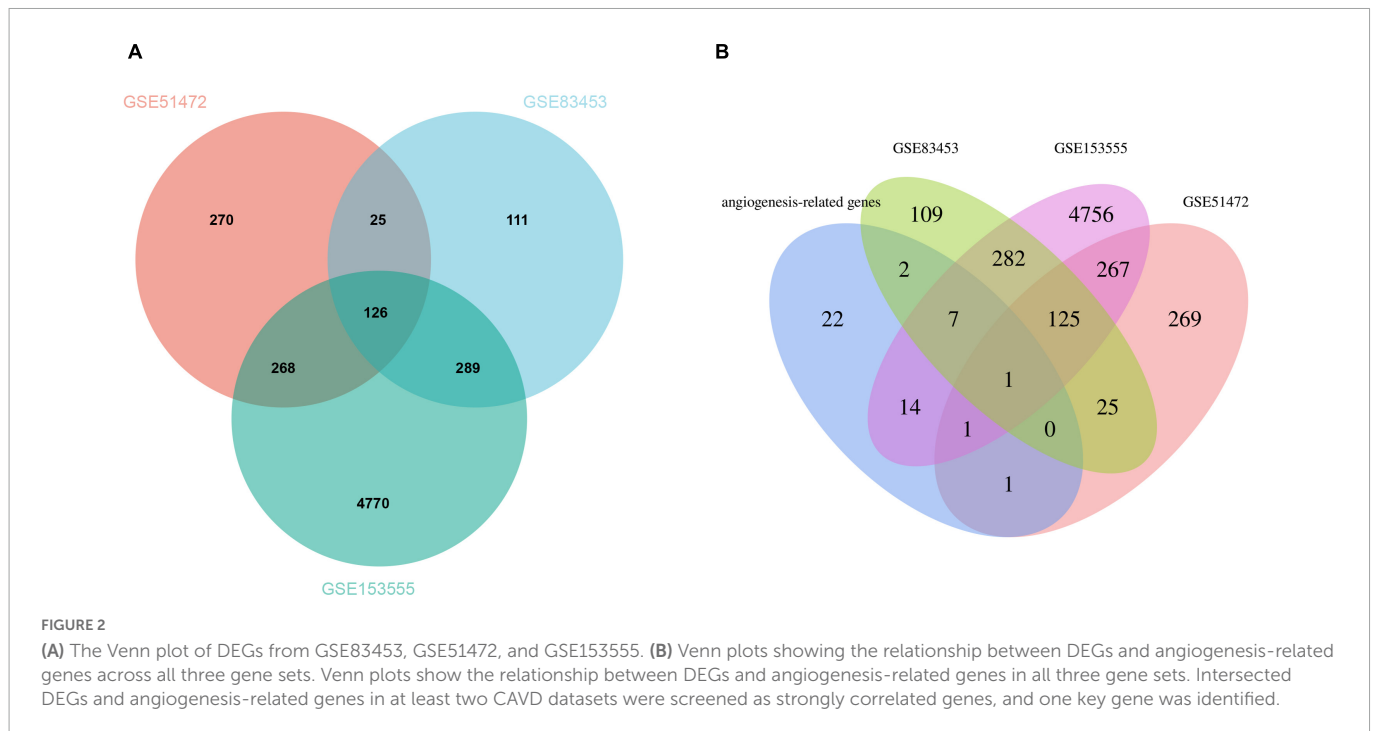 A
B
GSE51472
GSE83453
270
25
111
126
268
289
4770
GSE153555
GSE83453
GSE153555
angiogenesis-related genes
GSE51472
109
4756
2
282
267
22
7
125
269
1
14
25
1
0
1
FIGURE 2
(A) The Venn plot of DEGs from GSE83453, GSE51472, and GSE153555. (B) Venn plots showing the relationship between DEGs and angiogenesis-related
genes across all three gene sets. Venn plots show the relationship between DEGs and angiogenesis-related genes in all three gene sets. Intersected
DEGs and angiogenesis-related genes in at least two CAVD datasets were screened as strongly correlated genes, and one key gene was identified.